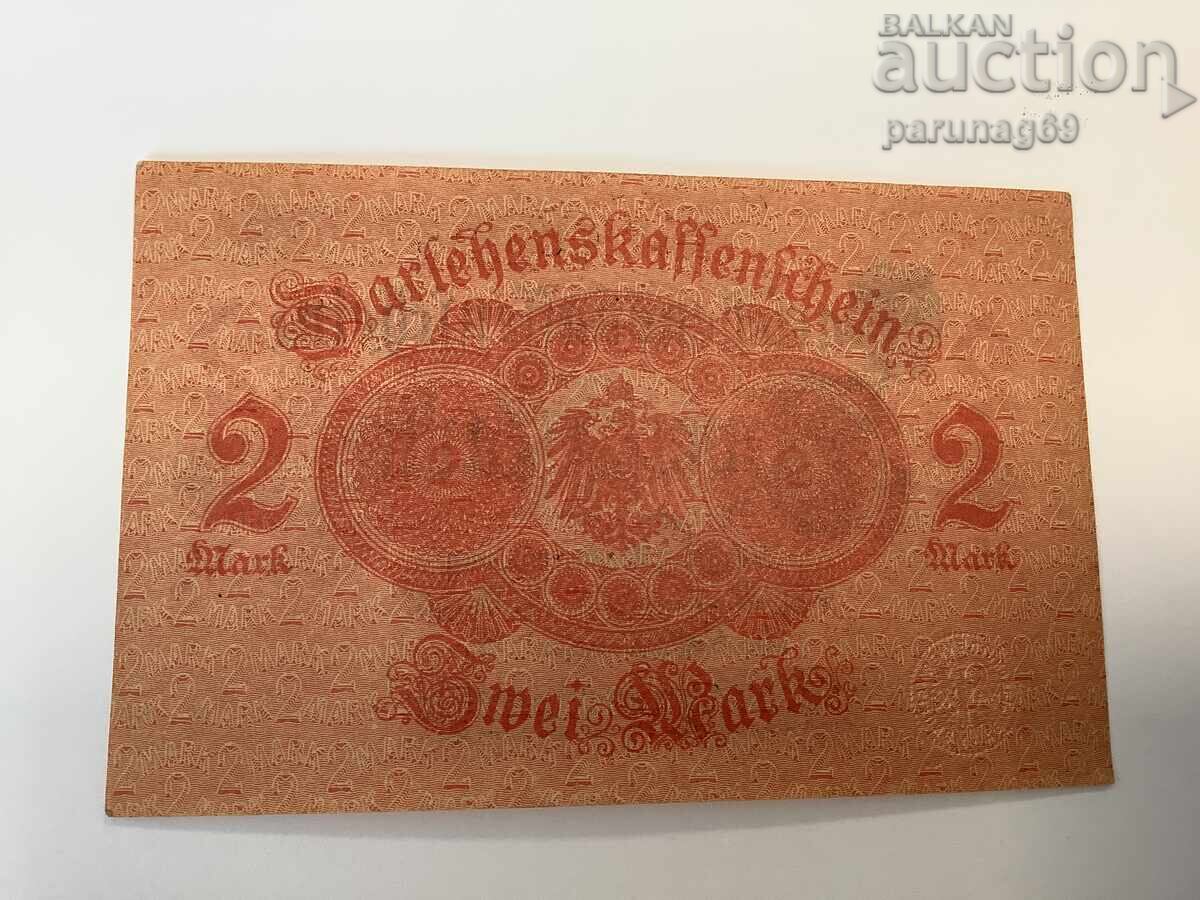 BALKAN
auction
parunag69
Darlehenskassenschein
2 2
Mark Mark
Zwei Mark